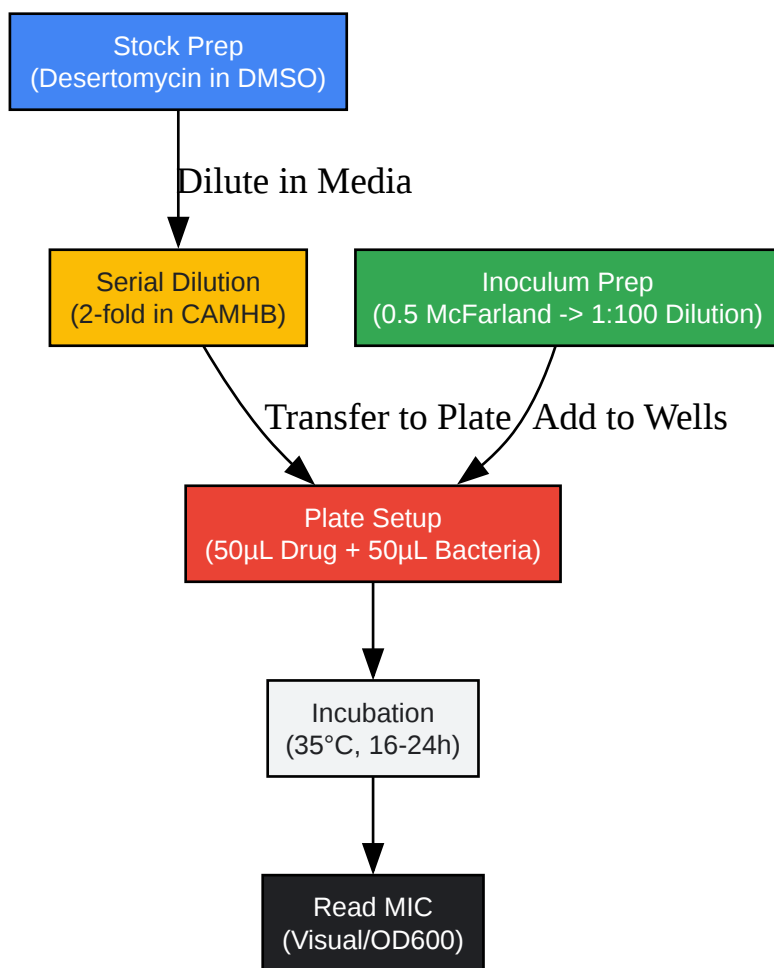 Stock Prep
(Desertomycin in DMSO)
Dilute in Media
Serial Dilution
(2-fold in CAMHB)
Inoculum Prep
(0.5 McFarland -> 1:100 Dilution)
Transfer to Plate
Add to Wells
Plate Setup
(50µL Drug + 50µL Bacteria)
Incubation
(35°C, 16-24h)
Read MIC
(Visual/OD600)